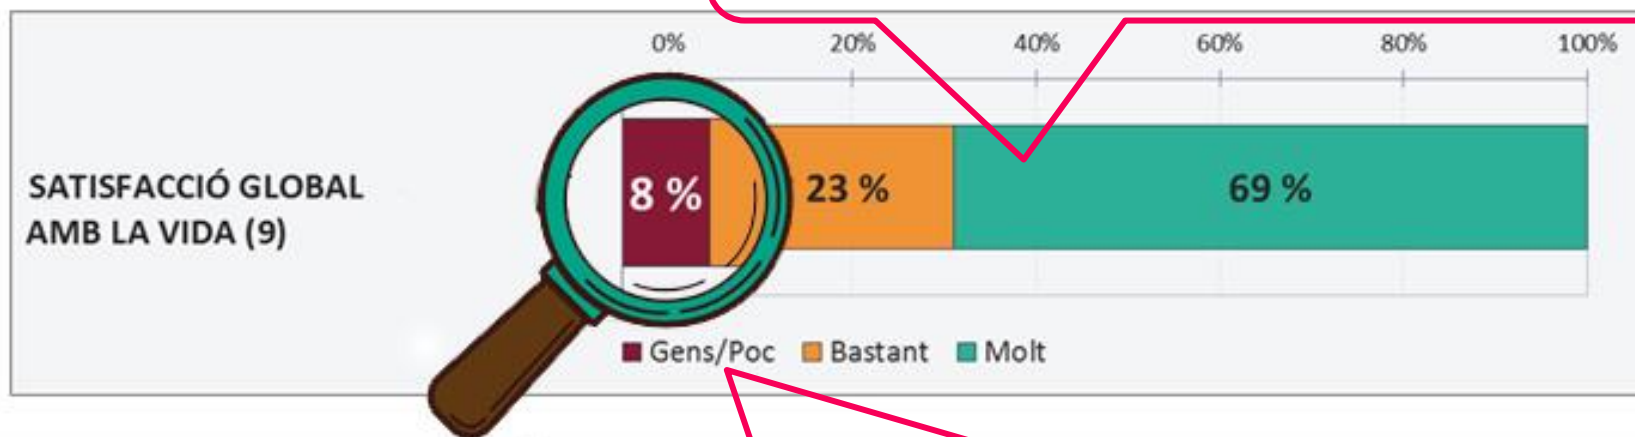 0% 20% 40% 60% 80% 100%
SATISFACCIÓ GLOBAL
AMB LA VIDA (9)
8 % 23 % 69 %
Gens/Poc Bastant Molt